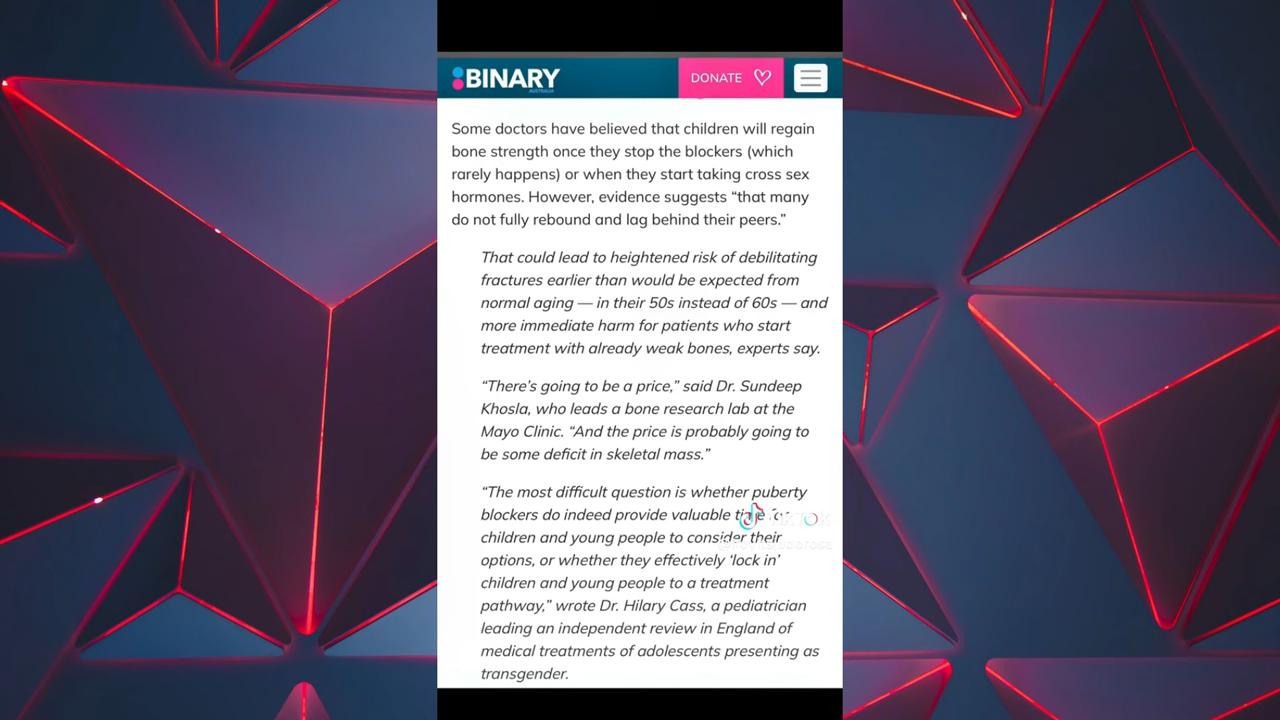 BINARY
AUSTRALIA
DONATE
Some doctors have believed that children will regain
bone strength once they stop the blockers (which
rarely happens) or when they start taking cross sex
hormones. However, evidence suggests “that many
do not fully rebound and lag behind their peers.”
That could lead to heightened risk of debilitating
fractures earlier than would be expected from
normal aging — in their 50s instead of 60s — and
more immediate harm for patients who start
treatment with already weak bones, experts say.
“There’s going to be a price,” said Dr. Sundeep
Khosla, who leads a bone research lab at the
Mayo Clinic. “And the price is probably going to
be some deficit in skeletal mass.”
“The most difficult question is whether puberty
blockers do indeed provide valuable time for
children and young people to consider their
options, or whether they effectively ‘lock in’
children and young people to a treatment
pathway,” wrote Dr. Hilary Cass, a pediatrician
leading an independent review in England of
medical treatments of adolescents presenting as
transgender.
TikTok